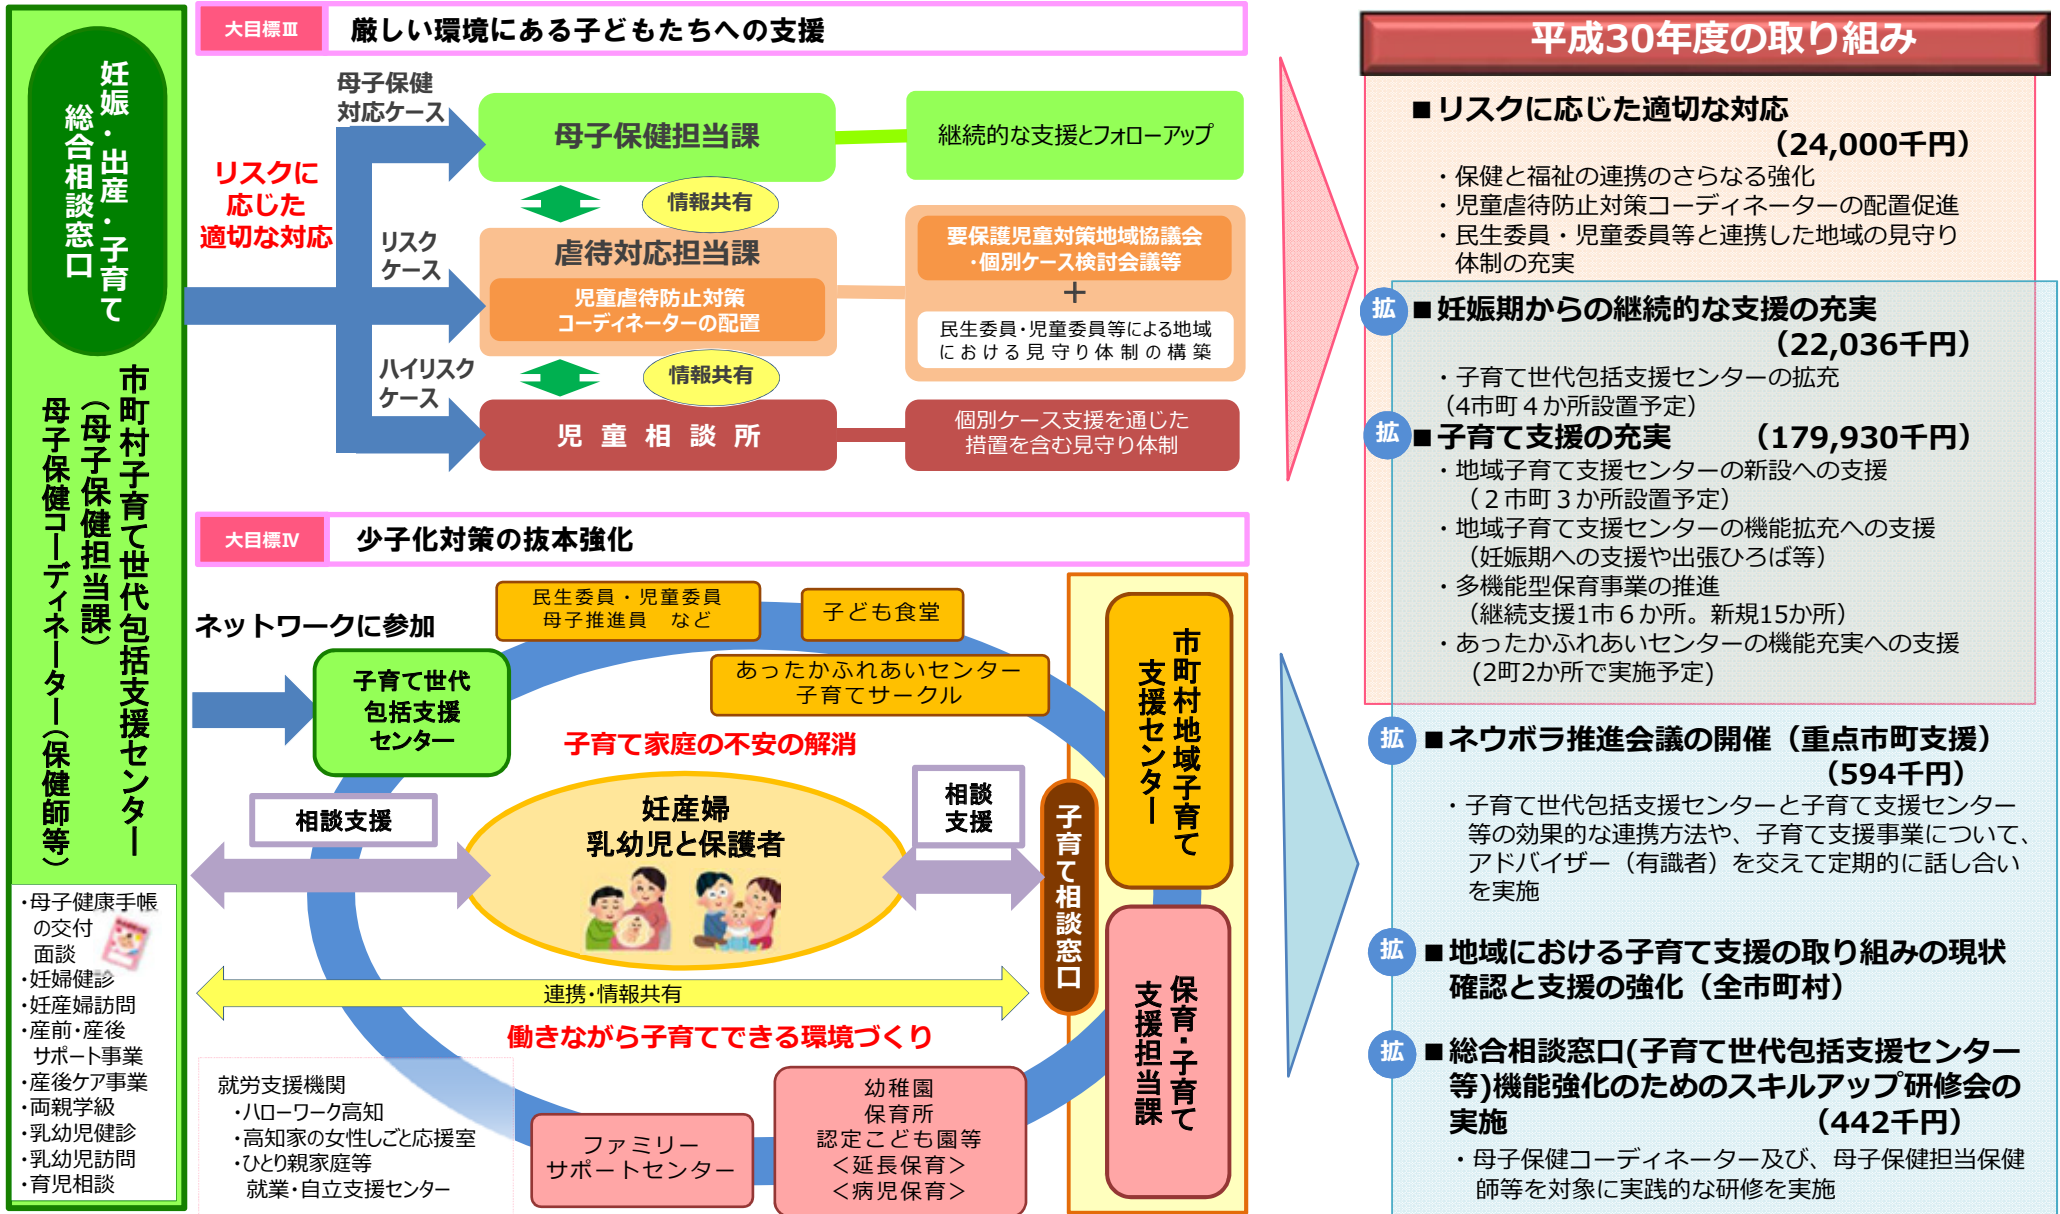 妊娠・出産・子育て
総合相談窓口
市町村子育て世代包括支援センター
（母子保健担当課）
母子保健コーディネーター（保健師等）
・母子健康手帳
の交付
面談
・妊婦健診
・妊産婦訪問
・産前・産後
サポート事業
・産後ケア事業
・両親学級
・乳幼児健診
・乳幼児訪問
・育児相談
大目標Ⅲ
厳しい環境にある子どもたちへの支援
リスクに
応じた
適切な対応
母子保健
対応ケース
母子保健担当課
継続的な支援とフォローアップ
情報共有
リスク
ケース
虐待対応担当課
児童虐待防止対策
コーディネーターの配置
要保護児童対策地域協議会
・個別ケース検討会議等
＋
民生委員・児童委員等による地域
における見守り体制の構築
情報共有
ハイリスク
ケース
児童相談所
個別ケース支援を通じた
措置を含む見守り体制
大目標Ⅳ
少子化対策の抜本強化
ネットワークに参加
子育て世代
包括支援
センター
民生委員・児童委員
母子推進員　など
子ども食堂
あったかふれあいセンター
子育てサークル
子育て家庭の不安の解消
相談支援
妊産婦
乳幼児と保護者
相談
支援
子育て相談窓口
市町村地域子育て
支援センター
保育・子育て
支援担当課
連携・情報共有
働きながら子育てできる環境づくり
就労支援機関
・ハローワーク高知
・高知家の女性しごと応援室
・ひとり親家庭等
就業・自立支援センター
ファミリー
サポートセンター
幼稚園
保育所
認定こども園等
＜延長保育＞
＜病児保育＞
平成30年度の取り組み
■リスクに応じた適切な対応
（24,000千円）
・保健と福祉の連携のさらなる強化
・児童虐待防止対策コーディネーターの配置促進
・民生委員・児童委員等と連携した地域の見守り
体制の充実
拡 ■妊娠期からの継続的な支援の充実
（22,036千円）
・子育て世代包括支援センターの拡充
（4市町４か所設置予定）
拡 ■子育て支援の充実　（179,930千円）
・地域子育て支援センターの新設への支援
（２市町３か所設置予定）
・地域子育て支援センターの機能拡充への支援
（妊娠期への支援や出張ひろば等）
・多機能型保育事業の推進
（継続支援1市６か所。新規15か所）
・あったかふれあいセンターの機能充実への支援
(2町2か所で実施予定)
拡 ■ネウボラ推進会議の開催（重点市町支援）
（594千円）
・子育て世代包括支援センターと子育て支援センター
等の効果的な連携方法や、子育て支援事業について、
アドバイザー（有識者）を交えて定期的に話し合い
を実施
拡 ■地域における子育て支援の取り組みの現状
確認と支援の強化（全市町村）
拡 ■総合相談窓口(子育て世代包括支援センター
等)機能強化のためのスキルアップ研修会の
実施　（442千円）
・母子保健コーディネーター及び、母子保健担当保健
師等を対象に実践的な研修を実施